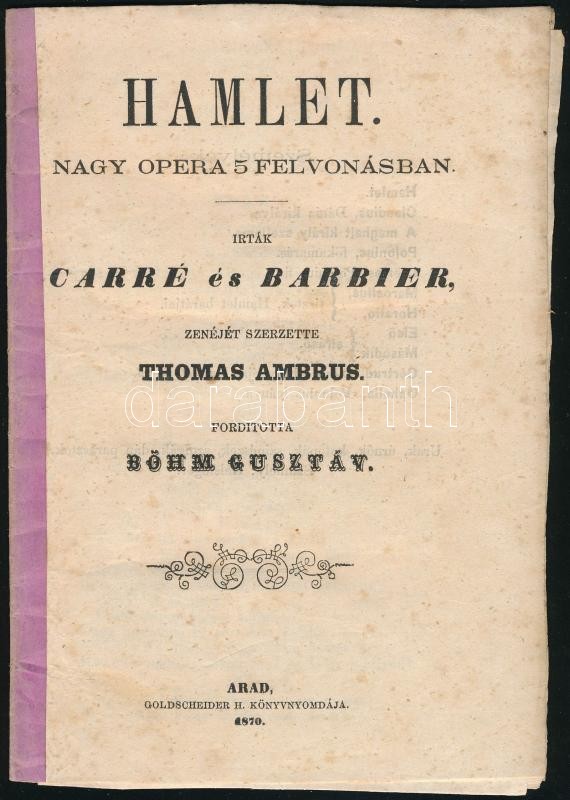 HAMLET.
NAGY OPERA 5 FELVONÁSBAN.
IRTÁK
CARRÉ és BARBIER,
ZENÉJÉT SZERZETTE
THOMAS AMBRUS.
darabanth
FORDITOTTA
BÖHM GUSZTÁV.
ARAD,
GOLDSCHEIDER H. KÖNYVNYOMDÁJA.
1870.